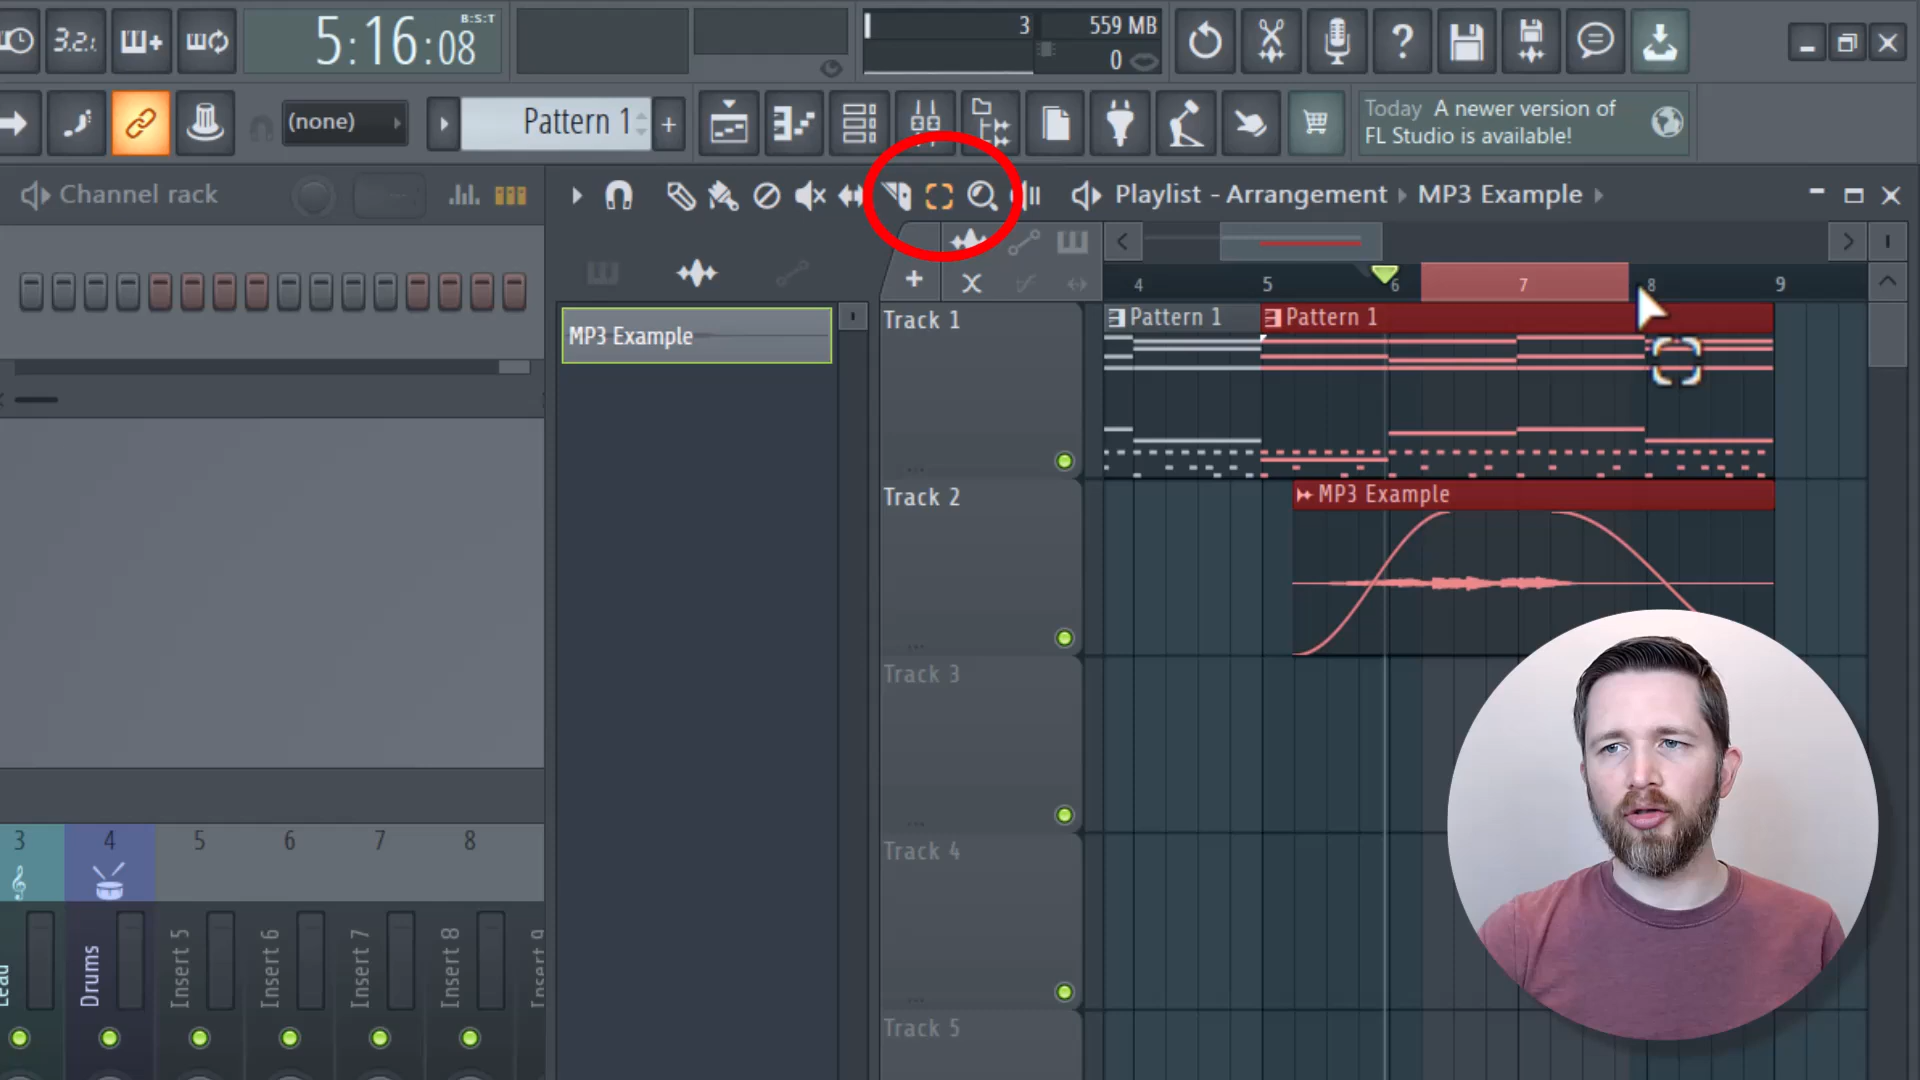 3.2.1
5:16:08
B:S:T
3
559 MB
0
?
(none)
Pattern 1
+
Today A newer version of
FL Studio is available!
Channel rack
Playlist - Arrangement
MP3 Example
+
4
5
6
7
8
9
MP3 Example
Track 1
Pattern 1
Pattern 1
Track 2
MP3 Example
Track 3
Track 4
Track 5
3
4
5
6
7
8
Lead
Drums
Insert 5
Insert 6
Insert 7
Insert 8